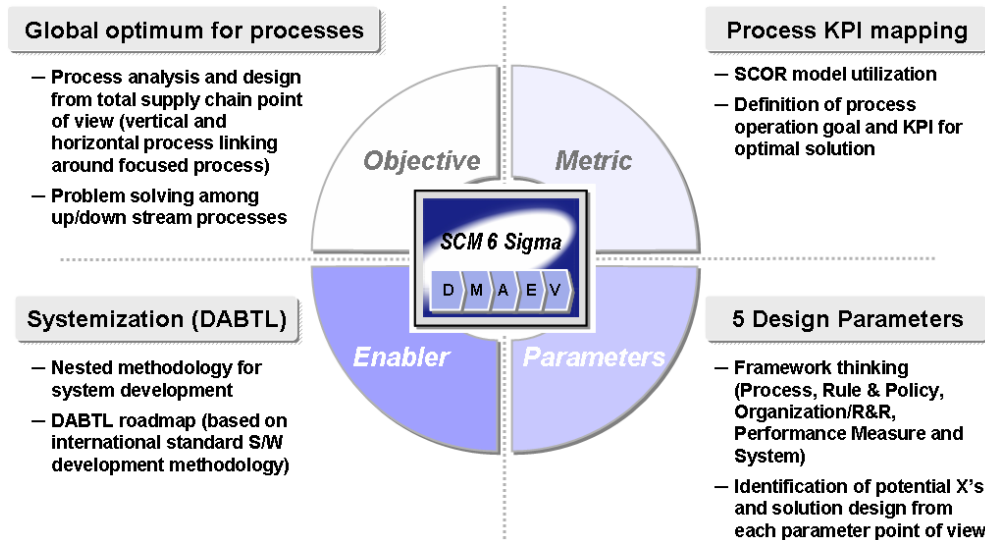 Global optimum for processes
— Process analysis and design
from total supply chain point
of view (vertical and
horizontal process linking
around focused process)
— Problem solving among
up/down stream processes
Process KPI mapping
— SCOR model utilization
— Definition of process
operation goal and KPI for
optimal solution
Objective
Metric
SCM 6 Sigma
D M A E V
Enabler
Parameters
Systemization (DABTL)
— Nested methodology for
system development
— DABTL roadmap (based on
international standard S/W
development methodology)
5 Design Parameters
— Framework thinking
(Process, Rule & Policy,
Organization/R&R,
Performance Measure and
System)
— Identification of potential X's
and solution design from
each parameter point of view